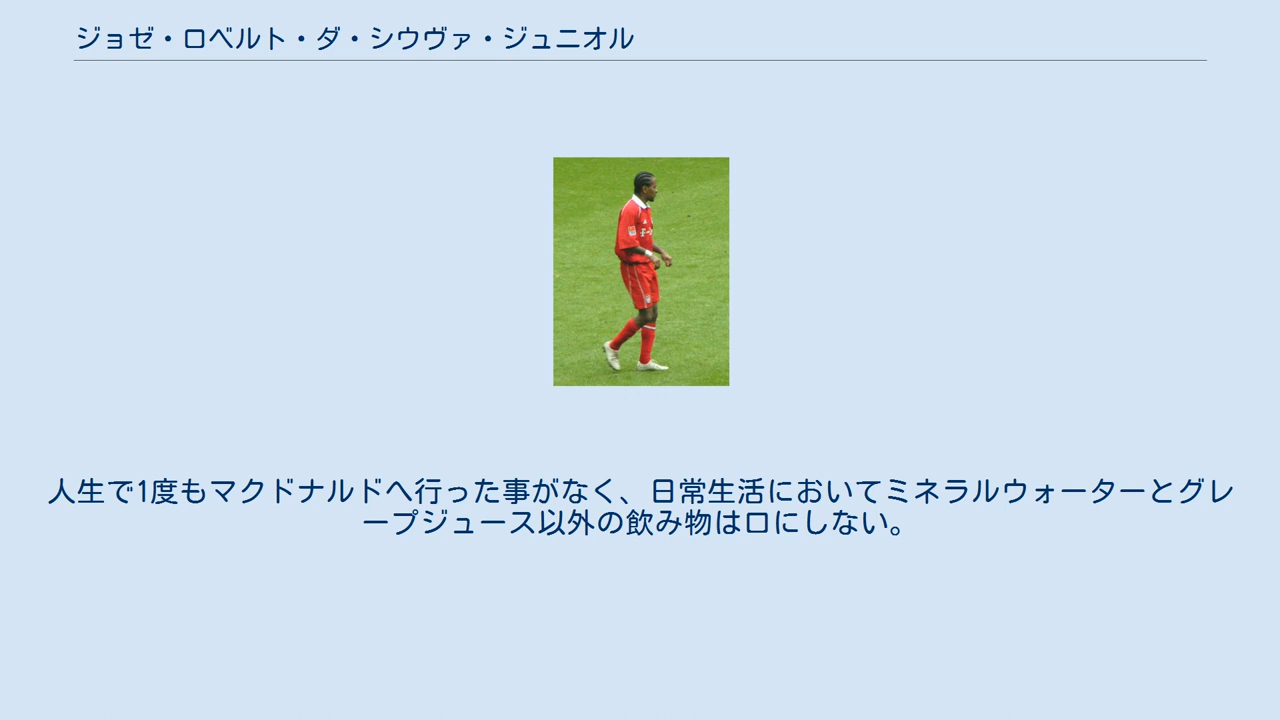 ジョゼ・ロベルト・ダ・シウヴァ・ジュニオル
人生で1度もマクドナルドへ行った事がなく、日常生活においてミネラルウォーターとグレ
ープジュース以外の飲み物は口にしない。